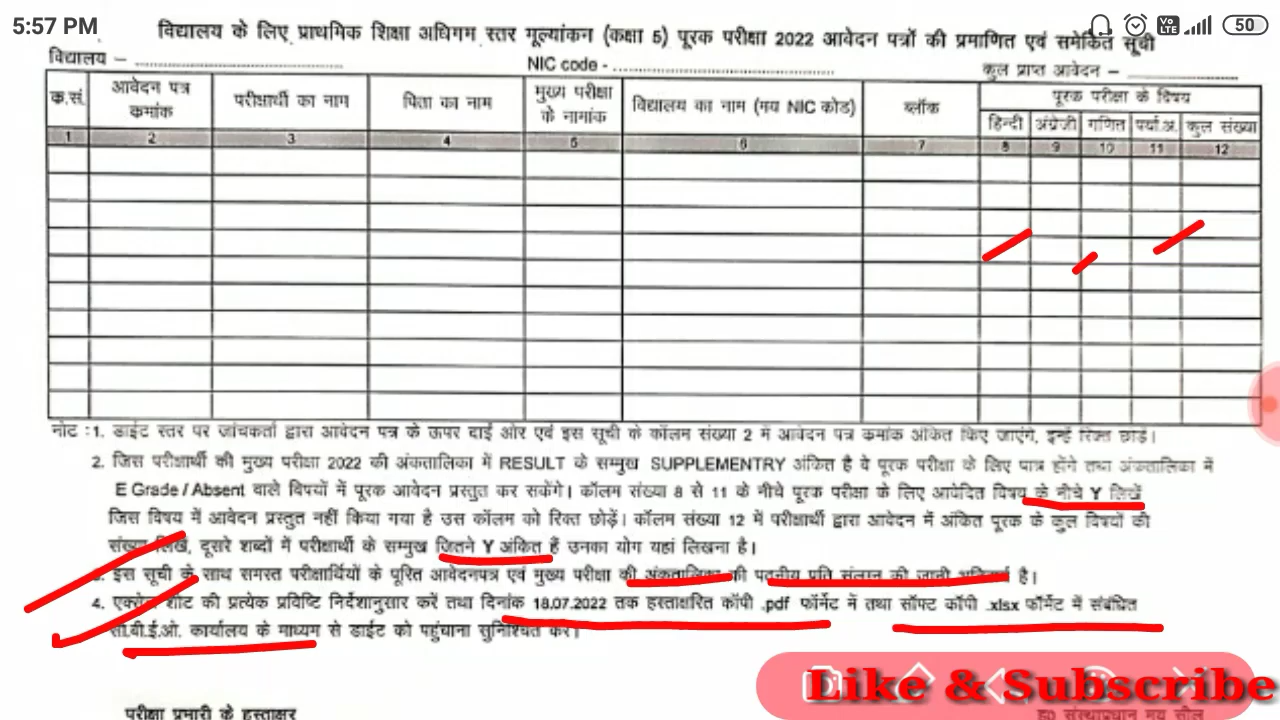 5:57 PM
50
विद्यालय के लिए प्राथमिक शिक्षा अधिगम स्तर मूल्यांकन (कक्षा 5) पूरक परीक्षा 2022 आवेदन पत्रों की प्रमाणित एवं समेकित सूची
विद्यालय – NIC code - कुल प्राप्त आवेदन –
क.सं. आवेदन पत्र कमांक परीक्षार्थी का नाम पिता का नाम मुख्य परीक्षा के नामांक विद्यालय का नाम (मय NIC कोड) ब्लॉक पूरक परीक्षा के विषय
हिन्दी अंग्रेजी गणित पर्या.अ. कुल संख्या
1 2 3 4 5 6 7 8 9 10 11 12
नोट :1. डाईट स्तर पर जांचकर्ता द्वारा आवेदन पत्र के ऊपर दाई ओर एवं इस सूची के कॉलम संख्या 2 में आवेदन पत्र कमांक अंकित किए जाएंगे, इन्हें रिक्त छोड़ें।
2. जिस परीक्षार्थी की मुख्य परीक्षा 2022 की अंकतालिका में RESULT के सम्मुख SUPPLEMENTRY अंकित है वे पूरक परीक्षा के लिए पात्र होंगे तथा अंकतालिका में
E Grade / Absent वाले विषयों में पूरक आवेदन प्रस्तुत कर सकेंगे। कॉलम संख्या 8 से 11 के नीचे पूरक परीक्षा के लिए आवेदित विषय के नीचे Y लिखें
जिस विषय में आवेदन प्रस्तुत नहीं किया गया है उस कॉलम को रिक्त छोड़ें। कॉलम संख्या 12 में परीक्षार्थी द्वारा आवेदन में अंकित पूरक के कुल विषयों की
संख्या लिखें, दूसरे शब्दों में परीक्षार्थी के सम्मुख जितने Y अंकित हैं उनका योग यहां लिखना है।
3. इस सूची के साथ समस्त परीक्षार्थियों के पूरित आवेदनपत्र एवं मुख्य परीक्षा की अंकतालिका की पठनीय प्रति संलग्न की जानी अनिवार्य है।
4. एक्सेल शीट की प्रत्येक प्रविष्टि निर्देशानुसार करें तथा दिनांक 18.07.2022 तक हस्ताक्षरित कॉपी .pdf फॉर्मेट में तथा सॉफ्ट कॉपी .xlsx फॉर्मेट में संबंधित
सी.बी.ई.ओ. कार्यालय के माध्यम से डाईट को पहुंचाना सुनिश्चित करें।
Like & Subscribe
परीक्षा प्रभारी के हस्ताक्षर